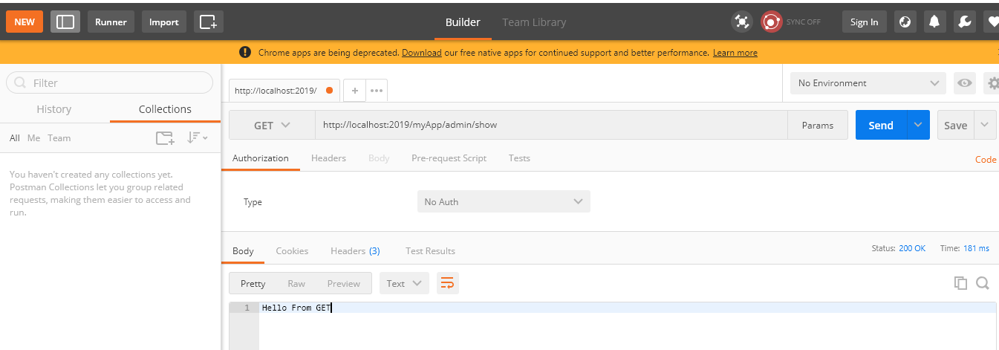 NEW Runner Import Builder Team Library SYNC OFF Sign In
! Chrome apps are being deprecated. Download our free native apps for continued support and better performance. Learn more
Filter
History Collections
All Me Team
You haven't created any collections yet.
Postman Collections let you group related
requests, making them easier to access and
run.
http://localhost:2019/ + •••
No Environment
GET http://localhost:2019/myApp/admin/show Params Send Save
Authorization Headers Body Pre-request Script Tests Code
Type No Auth
Body Cookies Headers (3) Test Results Status: 200 OK Time: 181 ms
Pretty Raw Preview Text
1 Hello From GET